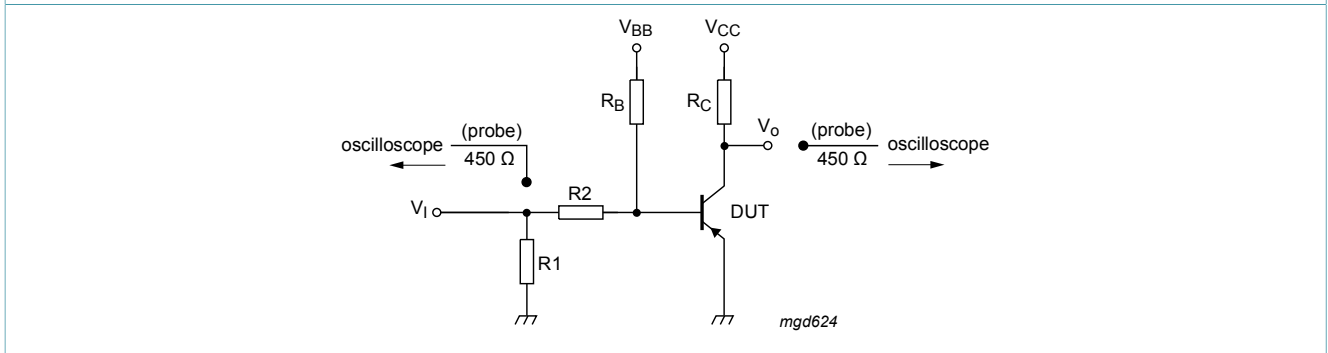 VBB
VCC
RB
RC
Vo
(probe)
450 Ω
oscilloscope
(probe)
450 Ω
oscilloscope
R2
VI
DUT
R1
mgd624